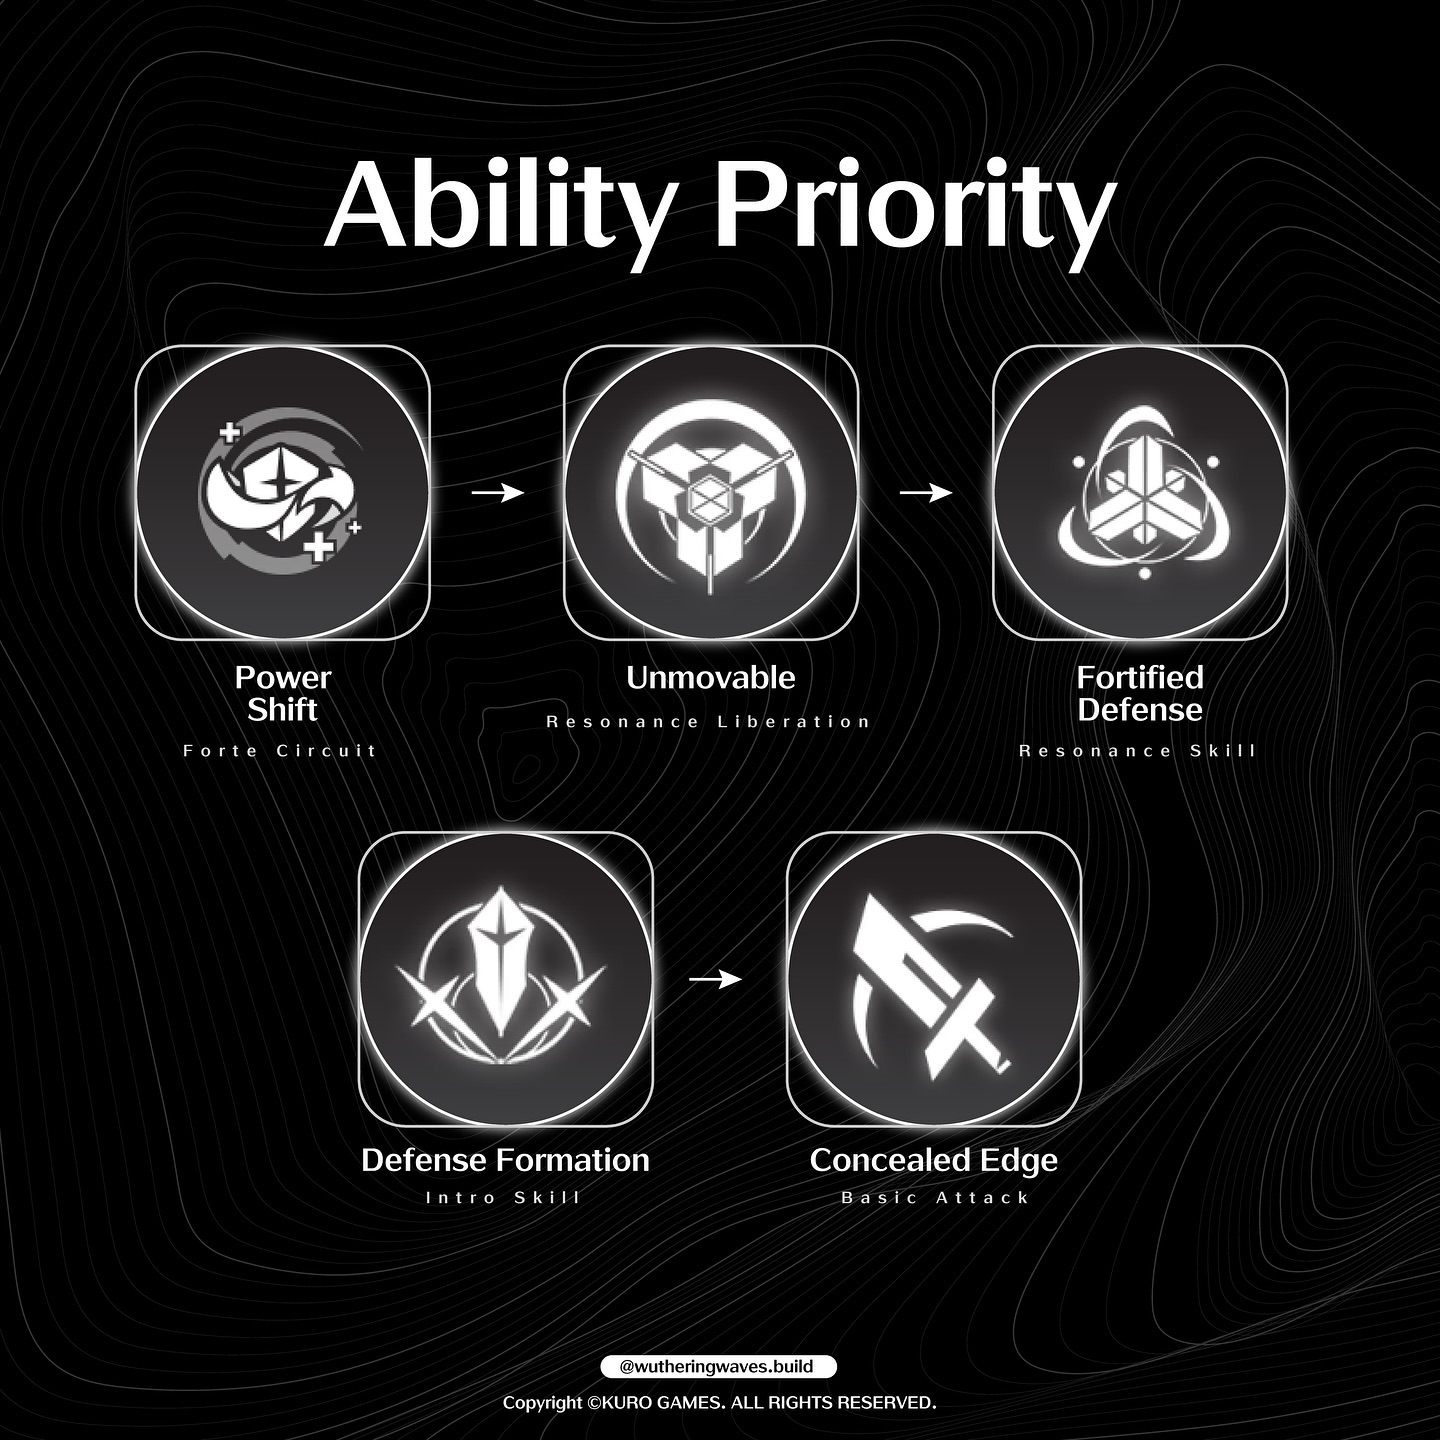 Ability Priority
Power
Shift
Forte Circuit
Unmovable
Resonance Liberation
Fortified
Defense
Resonance Skill
Defense Formation
Intro Skill
Concealed Edge
Basic Attack
@wutheringwaves.build
Copyright ©KURO GAMES. ALL RIGHTS RESERVED.